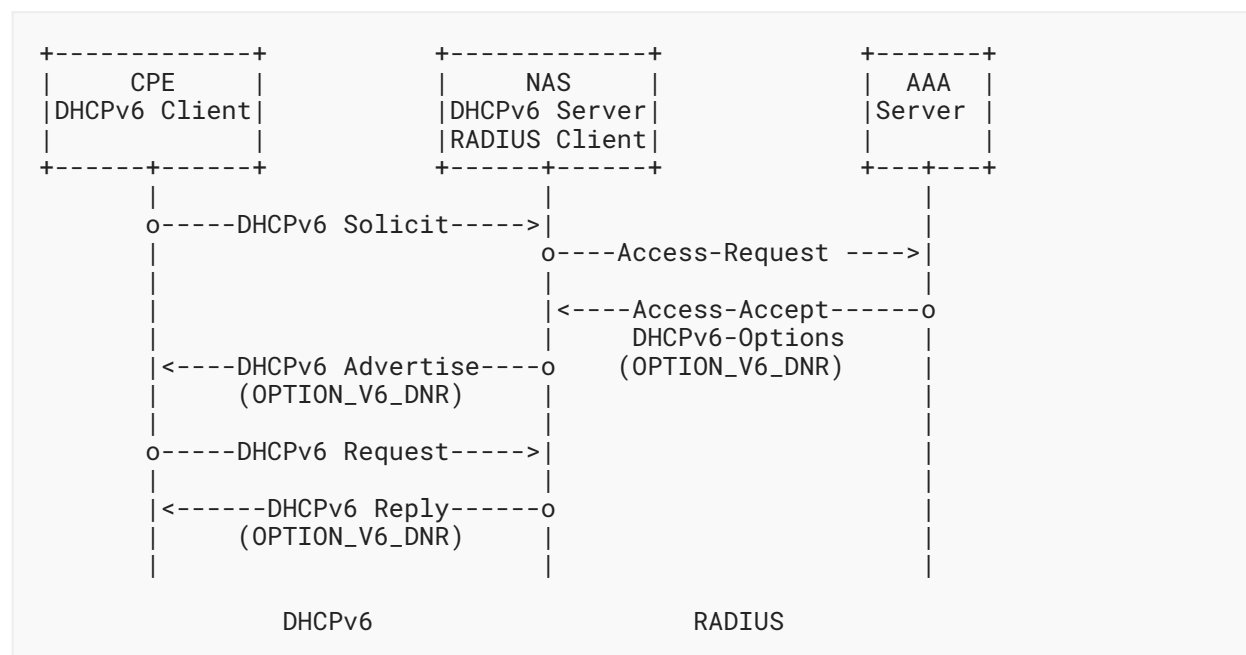 +-------------+ +-------------+ +-------+
| CPE | | NAS | | AAA |
|DHCPv6 Client| |DHCPv6 Server| |Server |
| | |RADIUS Client| | |
+------+------+ +------+------+ +---+---+
| | |
o-----DHCPv6 Solicit----->| |
| o----Access-Request ---->|
| | |
| |<----Access-Accept------o
| | DHCPv6-Options |
|<----DHCPv6 Advertise----o (OPTION_V6_DNR) |
| (OPTION_V6_DNR) | |
| | |
o-----DHCPv6 Request----->| |
| | |
|<------DHCPv6 Reply------o |
| (OPTION_V6_DNR) | |
| | |
DHCPv6 RADIUS